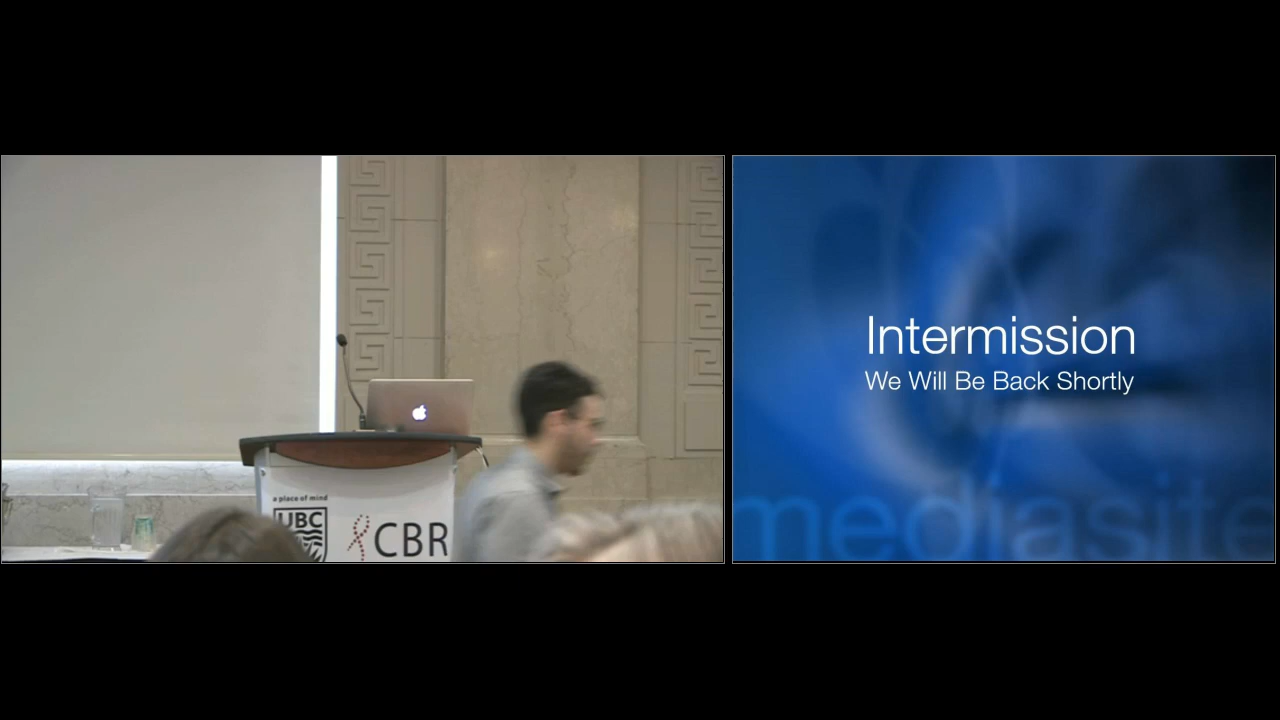 a place of mind
UBC
CBR
Intermission
We Will Be Back Shortly
mediasite